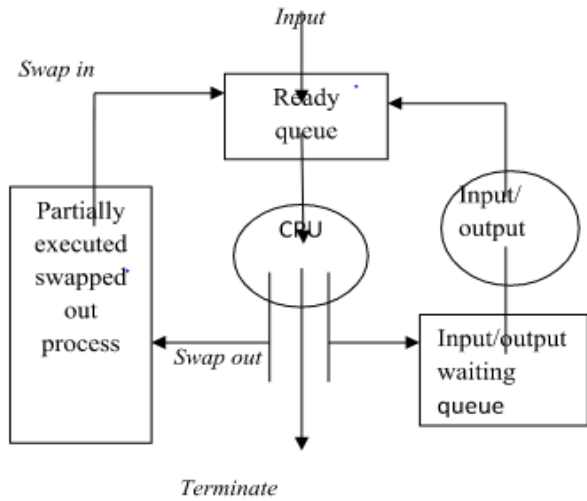 Input
Swap in
Ready
queue
Partially
executed
swapped
out
process
CPU
Input/
output
Swap out
Input/output
waiting
queue
Terminate